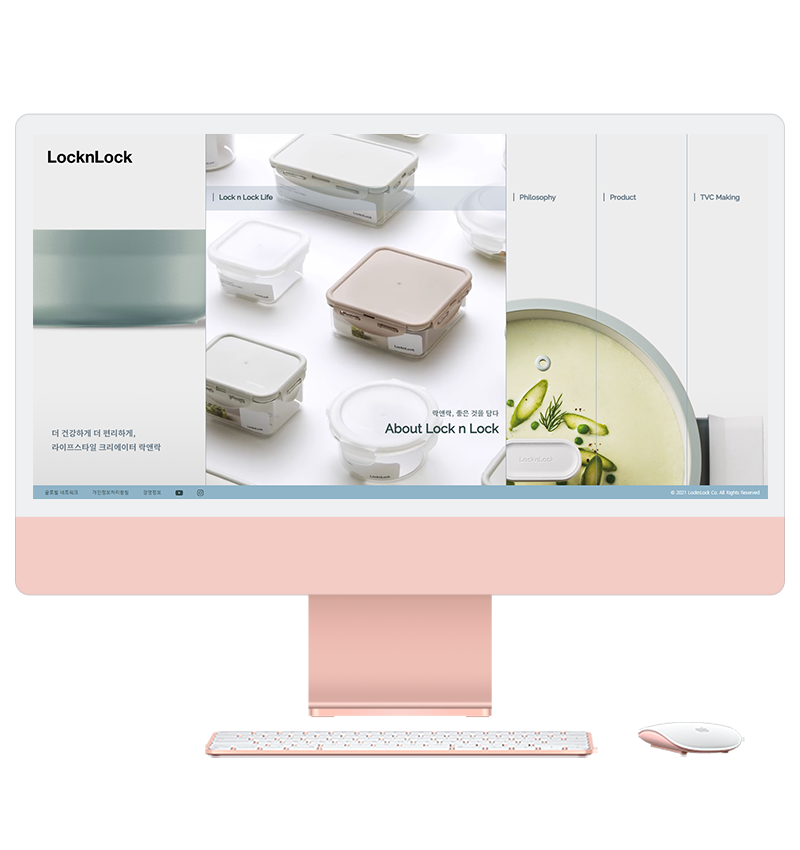 LocknLock
Lock n Lock Life
Philosophy
Product
TVC Making
LocknLock
LocknLock
LocknLock
락앤락, 좋은 것을 담다
About Lock n Lock
더 건강하게 더 편리하게,
라이프스타일 크리에이터 락앤락
글로벌 네트워크
개인정보처리방침
경영정보
© 2021 LocknLock Co. All Rights Reserved